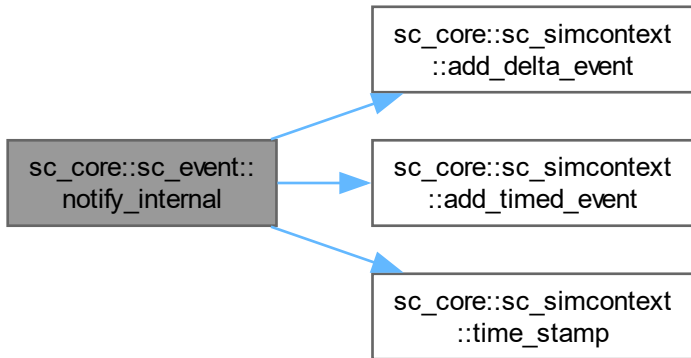 sc_core::sc_simcontext
::add_delta_event
sc_core::sc_event::
notify_internal
sc_core::sc_simcontext
::add_timed_event
sc_core::sc_simcontext
::time_stamp